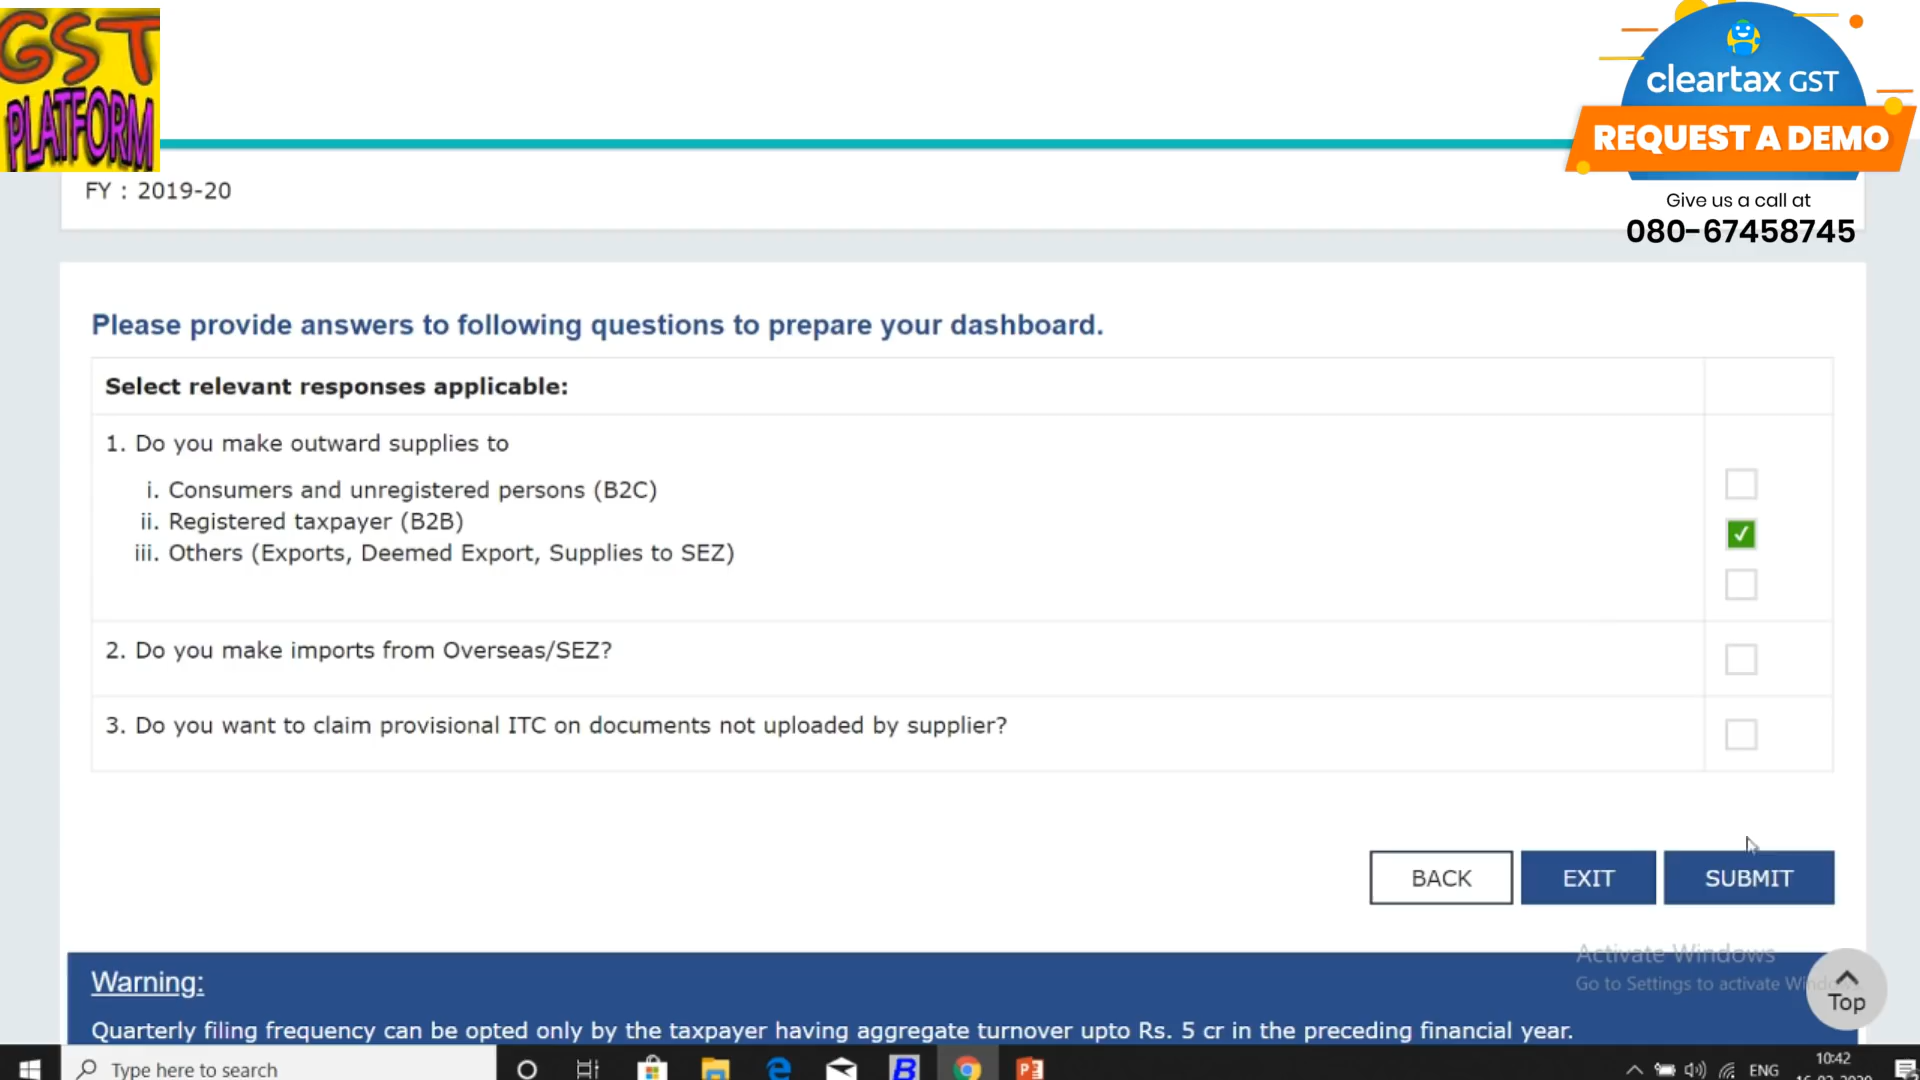 GST
PLATFORM
cleartax GST
REQUEST A DEMO
Give us a call at
080-67458745
FY : 2019-20
Please provide answers to following questions to prepare your dashboard.
Select relevant responses applicable:
1. Do you make outward supplies to
i. Consumers and unregistered persons (B2C)
ii. Registered taxpayer (B2B)
iii. Others (Exports, Deemed Export, Supplies to SEZ)
2. Do you make imports from Overseas/SEZ?
3. Do you want to claim provisional ITC on documents not uploaded by supplier?
BACK EXIT SUBMIT
Activate Windows
Go to Settings to activate
Top
Warning:
Quarterly filing frequency can be opted only by the taxpayer having aggregate turnover upto Rs. 5 cr in the preceding financial year.
Type here to search
ENG
10:42